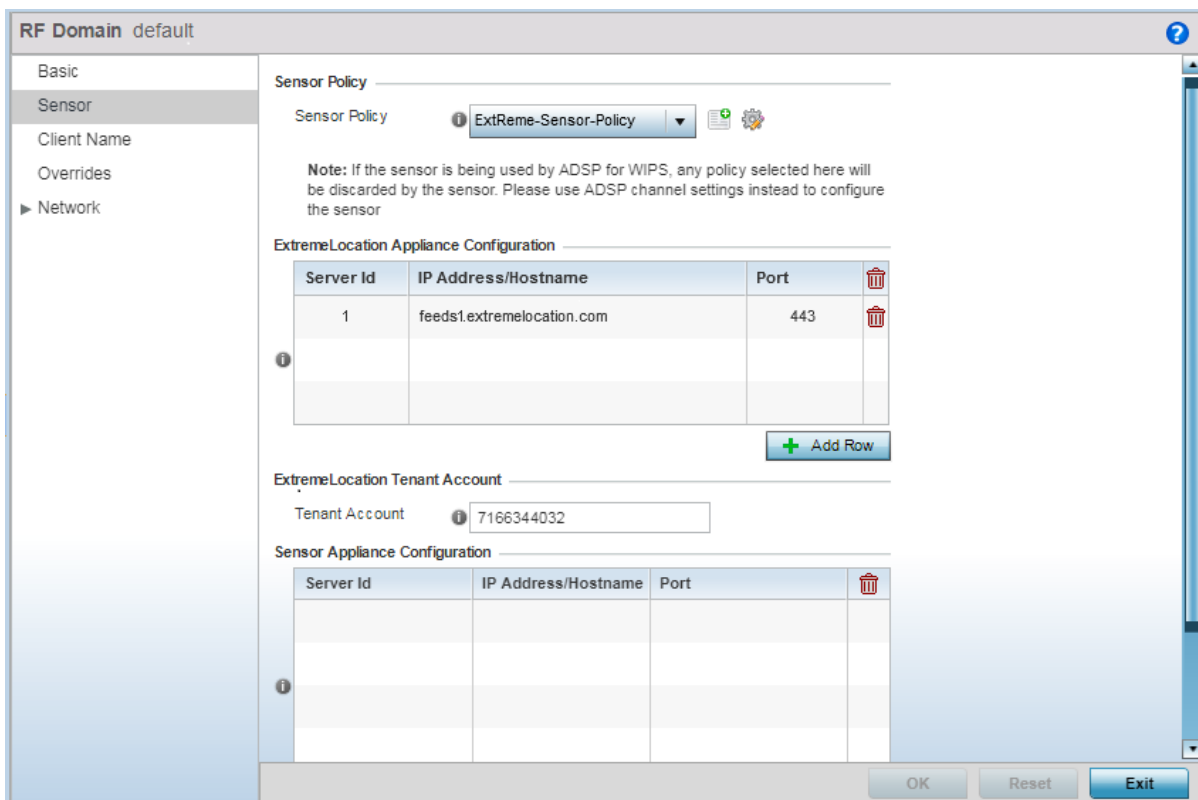 RF Domain default
?
Basic
Sensor
Client Name
Overrides
Network
Sensor Policy
Sensor Policy
ExtReme-Sensor-Policy
Note: If the sensor is being used by ADSP for WIPS, any policy selected here will
be discarded by the sensor. Please use ADSP channel settings instead to configure
the sensor
ExtremeLocation Appliance Configuration
Server Id IP Address/Hostname Port
1 feeds1.extremelocation.com 443
Add Row
ExtremeLocation Tenant Account
Tenant Account 7166344032
Sensor Appliance Configuration
Server Id IP Address/Hostname Port
OK Reset Exit